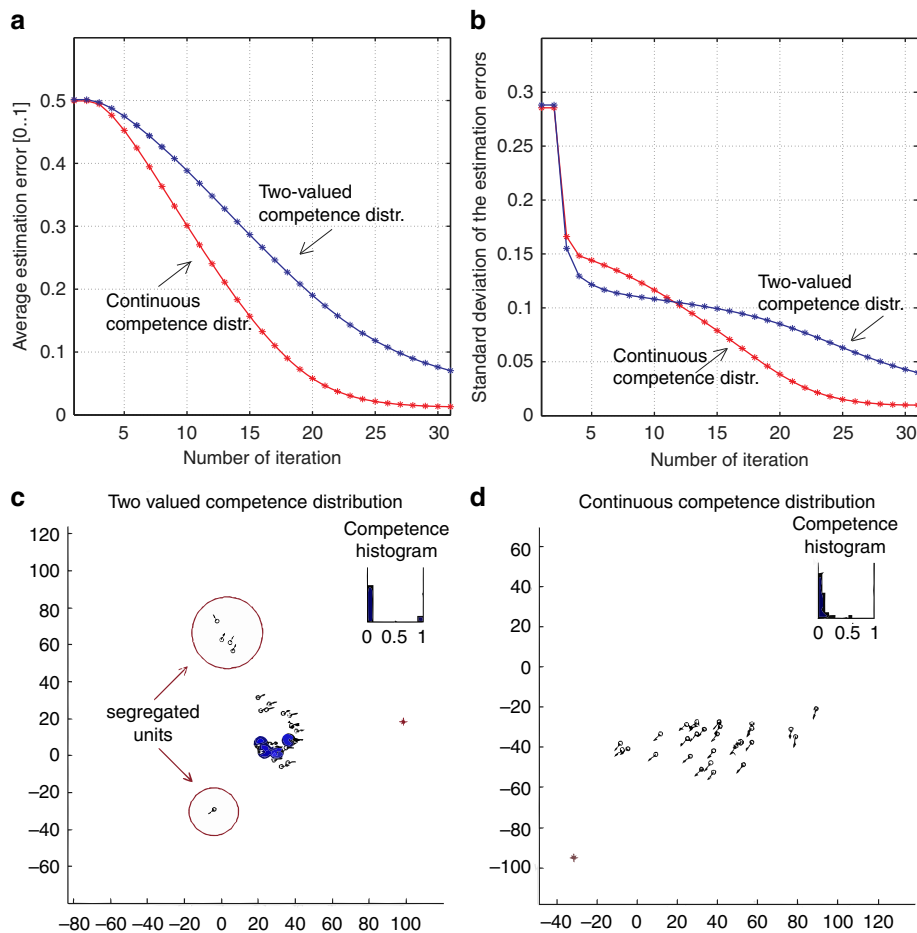 a
0.5
0.4
0.3
0.2
0.1
0
Average estimation error [0..1]
Two-valued
competence distr.
Continuous
competence distr.
5
10
15
20
25
30
Number of iteration
b
0.3
0.25
0.2
0.15
0.1
0.05
0
Standard deviation of the estimation errors
Two-valued
competence distr.
Continuous
competence distr.
5
10
15
20
25
30
Number of iteration
c
Two valued competence distribution
120
100
80
60
40
20
0
−20
−40
−60
Competence
histogram
0
0.5
1
segregated
units
−80
−60
−40
−20
0
20
40
60
80
100
d
Continuous competence distribution
60
40
20
0
−20
−40
−60
−80
−100
Competence
histogram
0
0.5
1
−40
−20
0
20
40
60
80
100
120